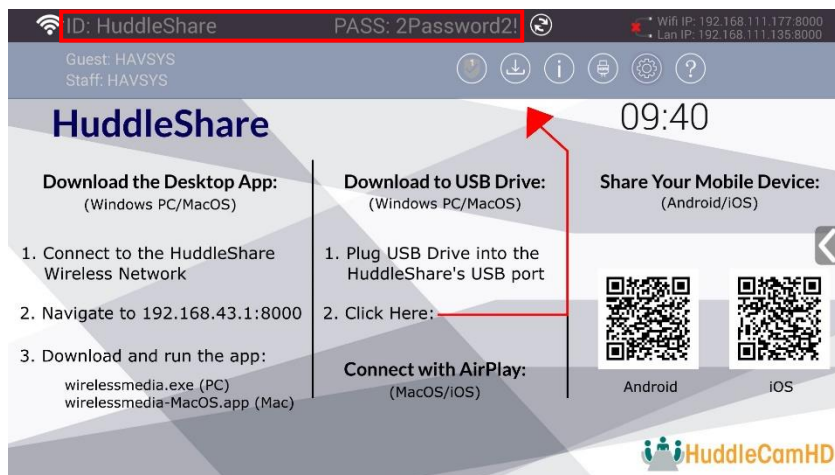 ID: HuddleShare PASS: 2Password2!
Wifi IP: 192.168.111.177:8000
Lan IP: 192.168.111.135:8000
Guest: HAVSYS
Staff: HAVSYS
HuddleShare
09:40
Download the Desktop App:
(Windows PC/MacOS)
1. Connect to the HuddleShare
Wireless Network
2. Navigate to 192.168.43.1:8000
3. Download and run the app:
wirelessmedia.exe (PC)
wirelessmedia-MacOS.app (Mac)
Download to USB Drive:
(Windows PC/MacOS)
1. Plug USB Drive into the
HuddleShare's USB port
2. Click Here:
Connect with AirPlay:
(MacOS/iOS)
Share Your Mobile Device:
(Android/iOS)
Android
iOS
HuddleCamHD